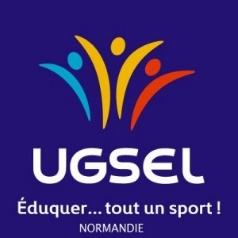 UGSEL
Éduquer... tout un sport !
NORMANDIE